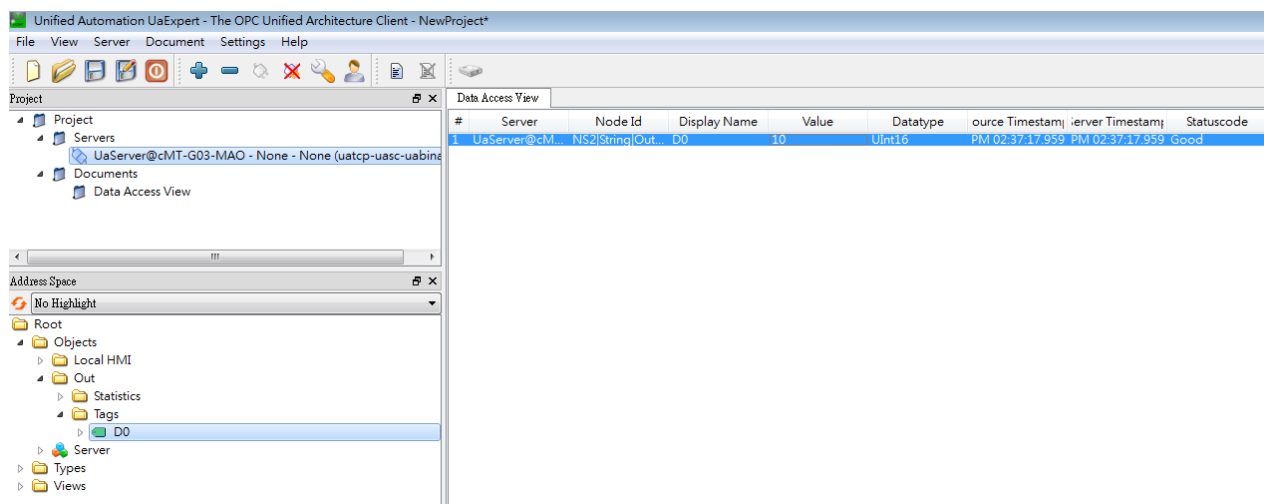 Unified Automation UaExpert - The OPC Unified Architecture Client - NewProject*
File View Server Document Settings Help
Project
Project
Servers
UaServer@cMT-G03-MAO - None - None (uatcp-uasc-uabina
Documents
Data Access View
Address Space
No Highlight
Root
Objects
Local HMI
Out
Statistics
Tags
D0
Server
Types
Views
Data Access View
# Server Node Id Display Name Value Datatype ource Timestam erver Timestam Statuscode
1 UaServer@cM... NS2|String|Out... D0 10 UInt16 PM 02:37:17.959 PM 02:37:17.959 Good